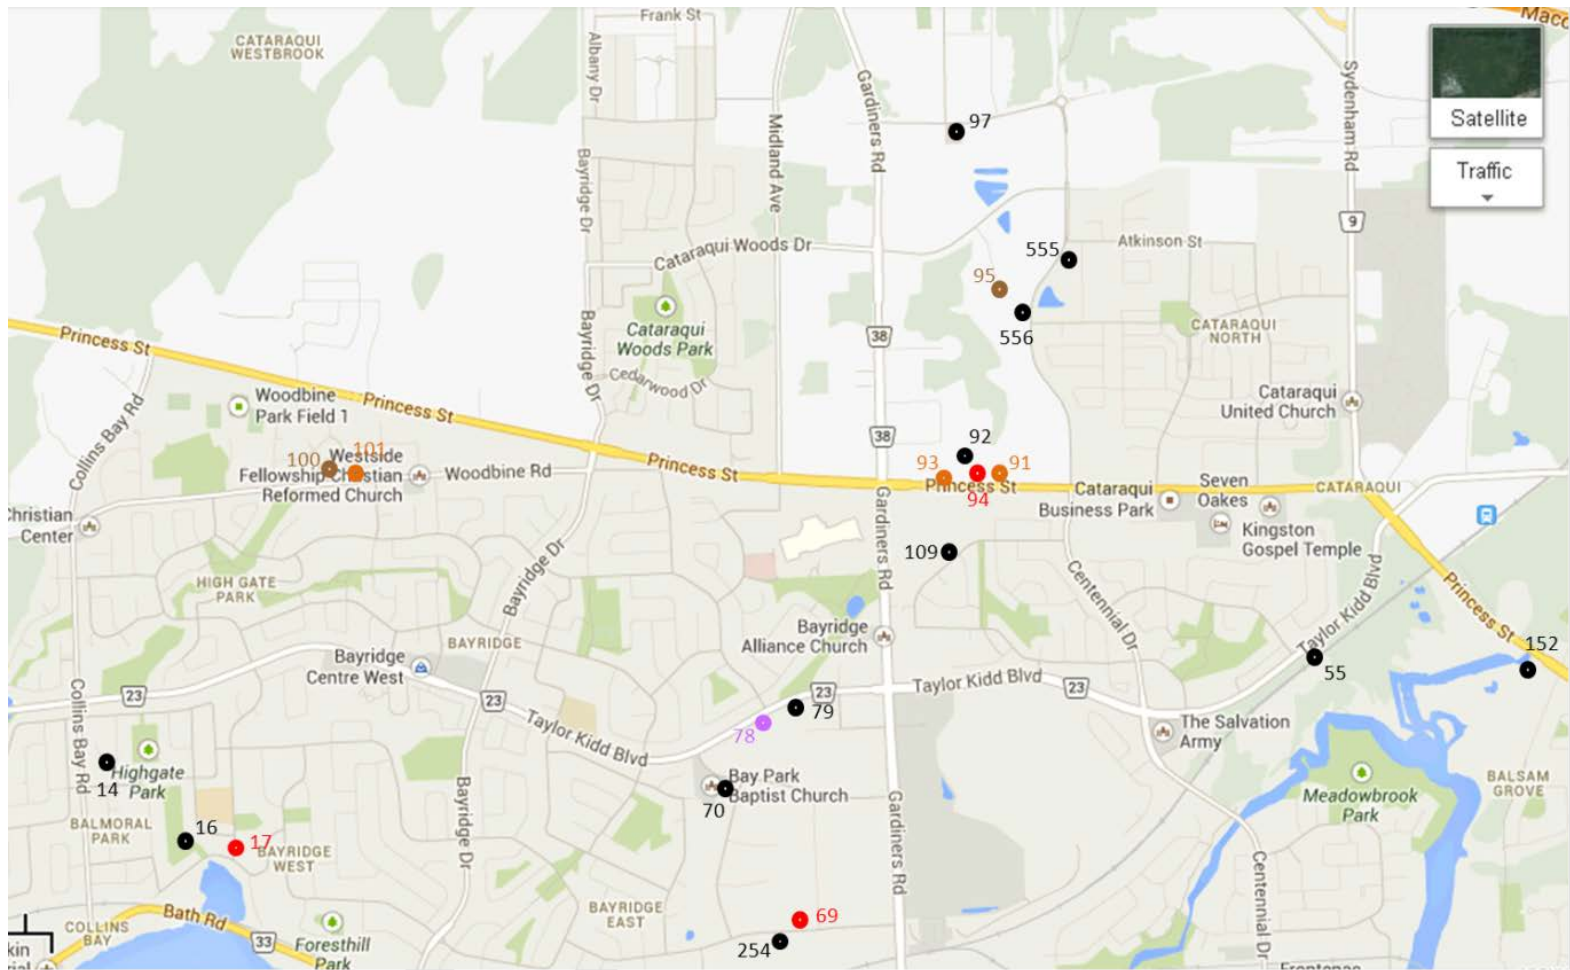 Frank St
Macc
CATARAQUI
WESTBROOK
Albany Dr
Gardiners Rd
Sydenham Rd
Satellite
Traffic
97
Midland Ave
Bayridge Dr
9
Atkinson St
555
Cataraqui Woods Dr
95
556
Cataraqui
Woods Park
38
CATARAQUI
NORTH
Princess St
Bayridge Dr
Cedarwood Dr
Woodbine
Park Field 1
Princess St
Collins Bay Rd
Cataraqui
United Church
38
92
100
101
Westside
Fellowship Christian
Reformed Church
Woodbine Rd
Princess St
93
91
Princess St
94
Cataraqui
Business Park
Seven
Oakes
CATARAQUI
Kingston
Gospel Temple
Christian
Center
Gardiners Rd
109
Bayridge Dr
HIGH GATE
PARK
Centennial Dr
Princess St
Taylor Kidd Blvd
BAYRIDGE
Bayridge
Alliance Church
152
Bayridge
Centre West
55
Collins Bay Rd
23
23
23
Taylor Kidd Blvd
23
79
78
Taylor Kidd Blvd
The Salvation
Army
14
Highgate
Park
Bay Park
Baptist Church
70
Meadowbrook
Park
BALSAM
GROVE
Bayridge Dr
Gardiners Rd
BALMORAL
PARK
16
17
BAYRIDGE
WEST
Centennial Dr
Bath Rd
33
COLLINS
BAY
Foresthill
Park
BAYRIDGE
EAST
69
254
kin
rial
Frontenac